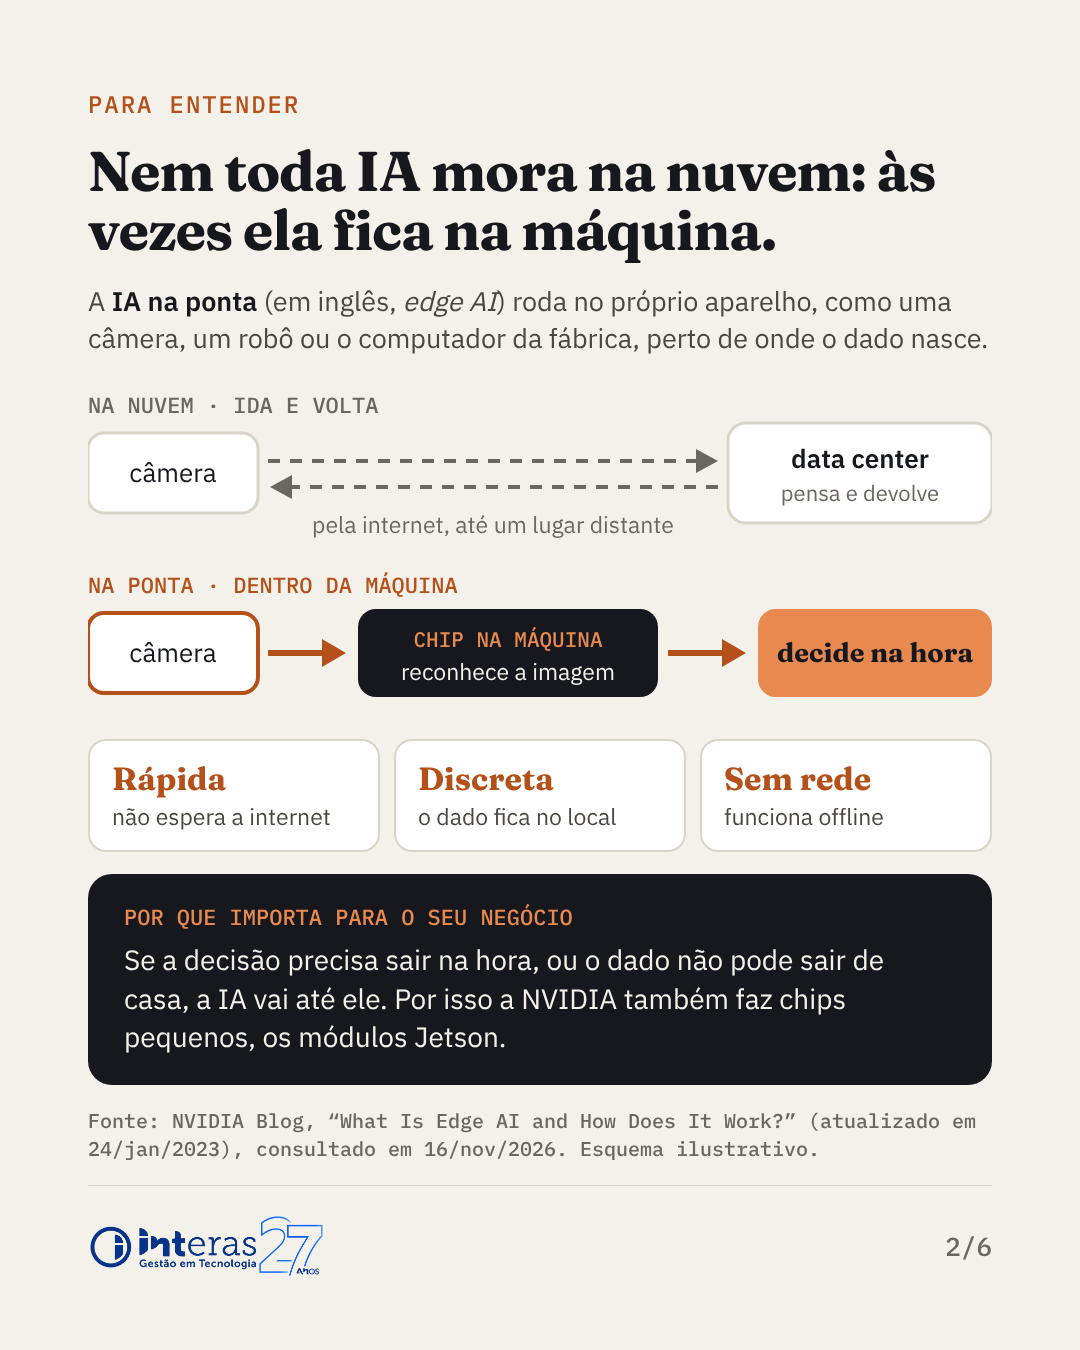 PARA ENTENDER
Nem toda IA mora na nuvem: às
vezes ela fica na máquina.
A IA na ponta (em inglês, edge AI) roda no próprio aparelho, como uma
câmera, um robô ou o computador da fábrica, perto de onde o dado nasce.
NA NUVEM · IDA E VOLTA
câmera
data center
pensa e devolve
pela internet, até um lugar distante
NA PONTA · DENTRO DA MÁQUINA
câmera
CHIP NA MÁQUINA
reconhece a imagem
decide na hora
Rápida
não espera a internet
Discreta
o dado fica no local
Sem rede
funciona offline
POR QUE IMPORTA PARA O SEU NEGÓCIO
Se a decisão precisa sair na hora, ou o dado não pode sair de
casa, a IA vai até ele. Por isso a NVIDIA também faz chips
pequenos, os módulos Jetson.
Fonte: NVIDIA Blog, “What Is Edge AI and How Does It Work?” (atualizado em
24/jan/2023), consultado em 16/nov/2026. Esquema ilustrativo.
interas 27
Gestão em Tecnologia ANOS
2/6